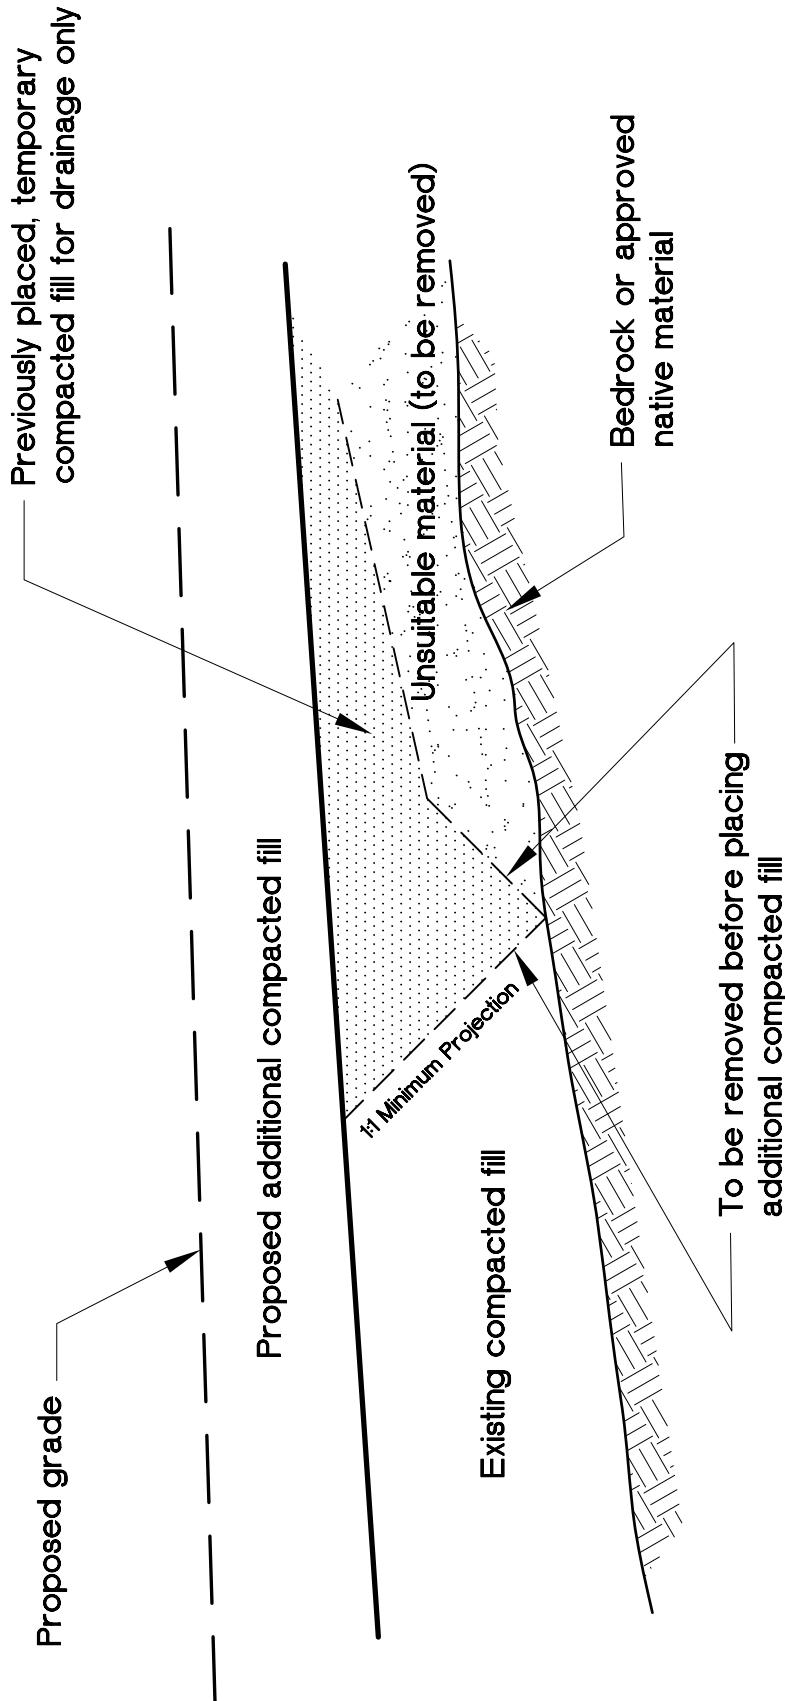 Proposed grade
Previously placed, temporary
compacted fill for drainage only
Proposed additional compacted fill
Unsuitable material (to be removed)
1:1 Minimum Projection
Existing compacted fill
Bedrock or approved
native material
To be removed before placing
additional compacted fill